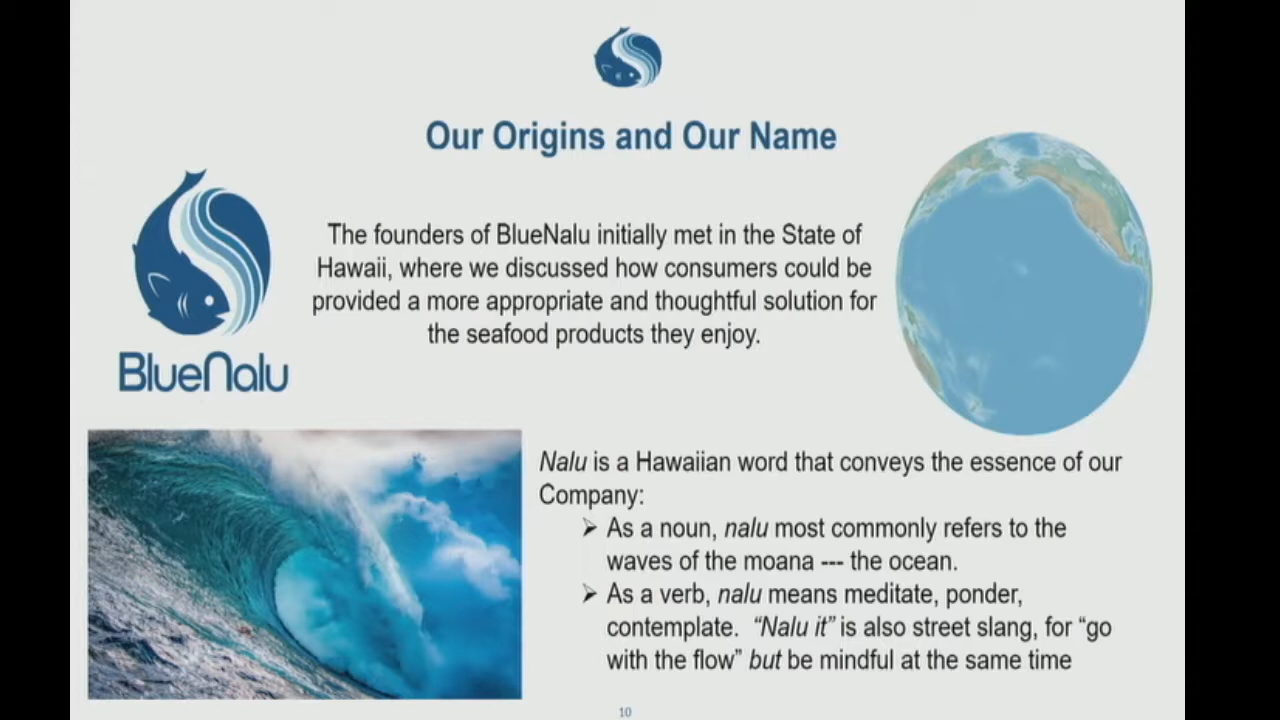 Our Origins and Our Name
The founders of BlueNalu initially met in the State of
Hawaii, where we discussed how consumers could be
provided a more appropriate and thoughtful solution for
the seafood products they enjoy.
BlueNalu
Nalu is a Hawaiian word that conveys the essence of our
Company:
➢ As a noun, nalu most commonly refers to the
waves of the moana --- the ocean.
➢ As a verb, nalu means meditate, ponder,
contemplate.  “Nalu it” is also street slang, for “go
with the flow” but be mindful at the same time
10